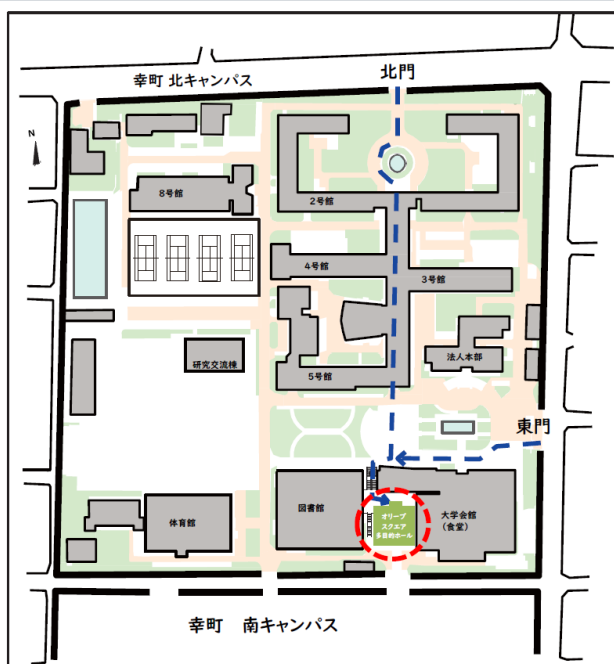 幸町 北キャンパス
北門
N
8号館
2号館
4号館
3号館
研究交流棟
5号館
法人本部
東門
図書館
大学会館
(食堂)
オリーブ
スクエア
多目的ホール
体育館
幸町 南キャンパス